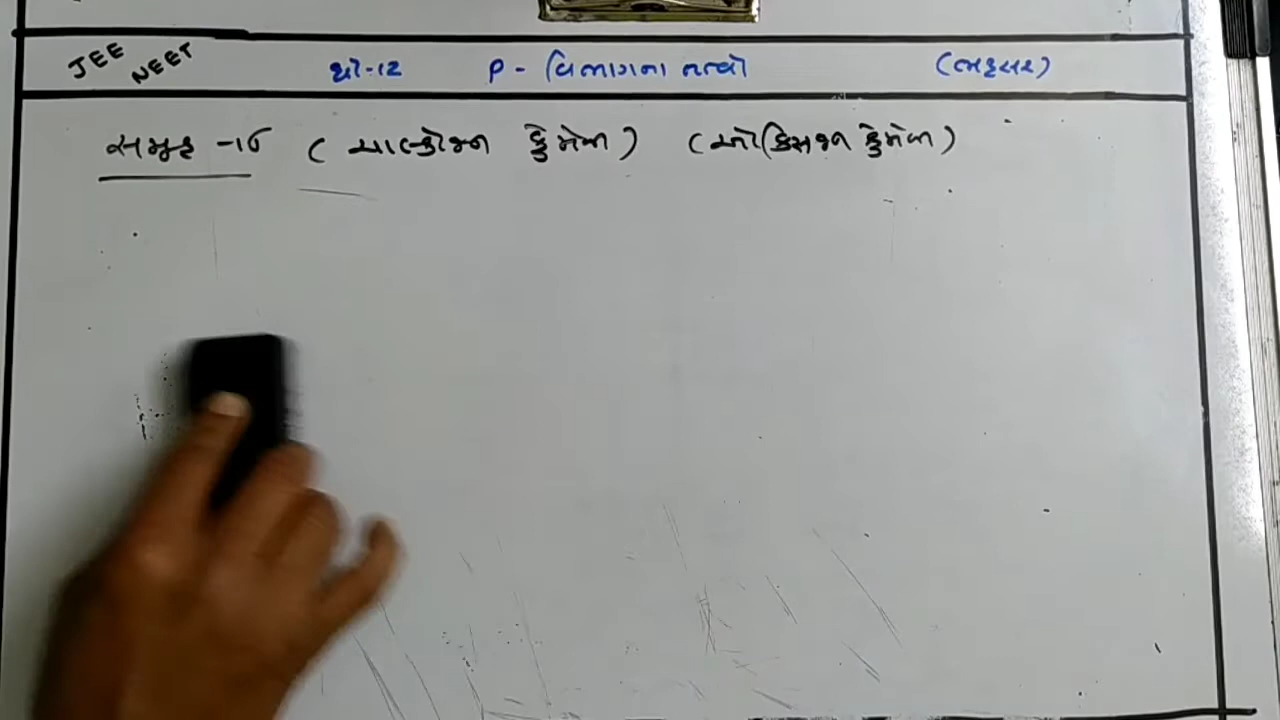 JEE NEET ધો-12 P - વિભાગના તત્વો
સમૂહ -16 ( ચાલ્કોજન ફેમેલી ) (ઓક્સિજન ફેમેલી)